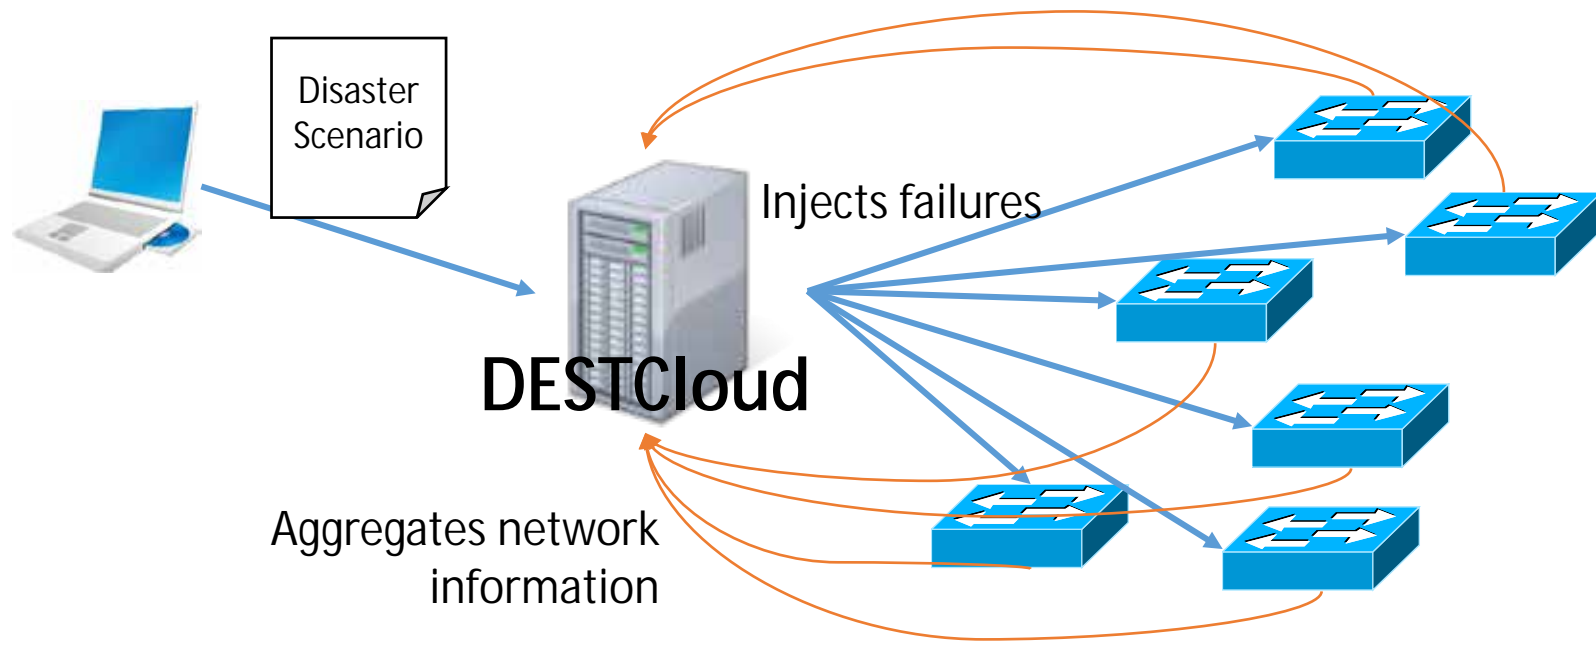 Disaster
Scenario
Injects failures
DESTCloud
Aggregates network
information